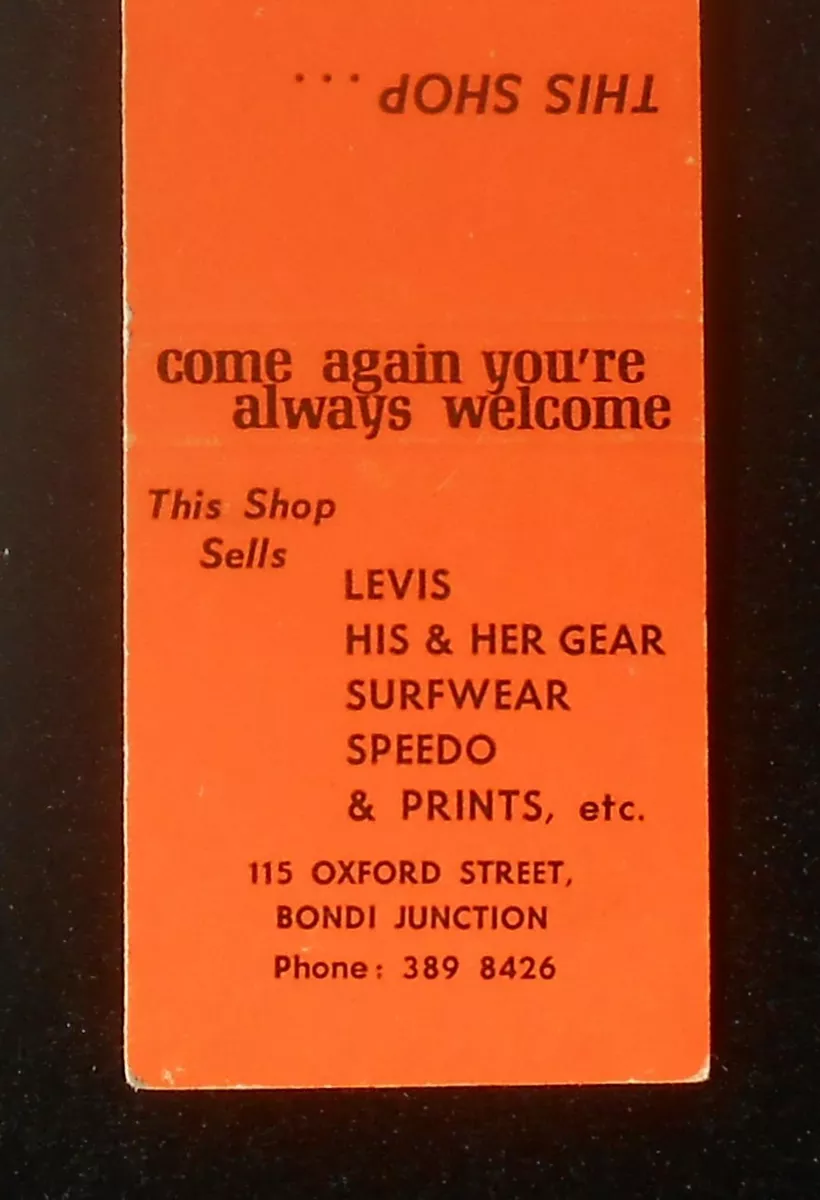 THIS SHOP ...
come again you're
always welcome
This Shop
Sells
LEVIS
HIS & HER GEAR
SURFWEAR
SPEEDO
& PRINTS, etc.
115 OXFORD STREET,
BONDI JUNCTION
Phone: 389 8426